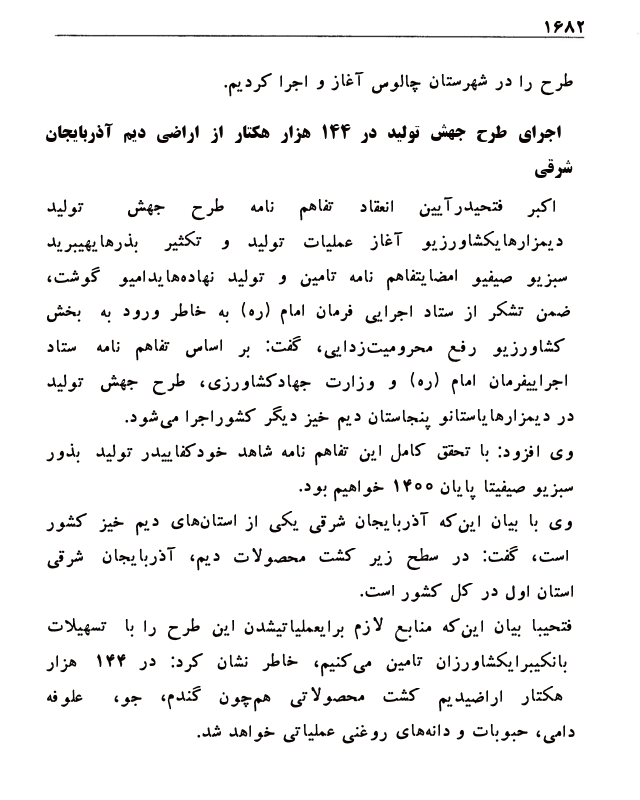 ۱۶۸۲
طرح را در شهرستان چالوس آغاز و اجرا کردیم.
اجرای طرح جهش تولید در ۱۴۴ هزار هکتار از اراضی دیم آذربایجان
شرقی
اکبر فتحیدرآیین انعقاد تفاهم نامه طرح جهش تولید
دیمزارهایکشاورزیو آغاز عملیات تولید و تکثیر بذرهایهیبرید
سبزیو صیفیو امضایتفاهم نامه تامین و تولید نهاده‌هایدامیو گوشت،
ضمن تشکر از ستاد اجرایی فرمان امام (ره) به خاطر ورود به بخش
کشاورزیو رفع محرومیت‌زدایی، گفت: بر اساس تفاهم نامه ستاد
اجراییفرمان امام (ره) و وزارت جهادکشاورزی، طرح جهش تولید
در دیمزارهایاستانو پنجاستان دیم خیز دیگر کشوراجرا می‌شود.
وی افزود: با تحقق کامل این تفاهم نامه شاهد خودکفاییدر تولید بذور
سبزیو صیفیتا پایان ۱۴۰۰ خواهیم بود.
وی با بیان این‌که آذربایجان شرقی یکی از استان‌های دیم خیز کشور
است، گفت: در سطح زیر کشت محصولات دیم، آذربایجان شرقی
استان اول در کل کشور است.
فتحیبا بیان این‌که منابع لازم برایعملیاتیشدن این طرح را با تسهیلات
بانکیبرایکشاورزان تامین می‌کنیم، خاطر نشان کرد: در ۱۴۴ هزار
هکتار اراضیدیم کشت محصولاتی هم‌چون گندم، جو، علوفه
دامی، حبوبات و دانه‌های روغنی عملیاتی خواهد شد.